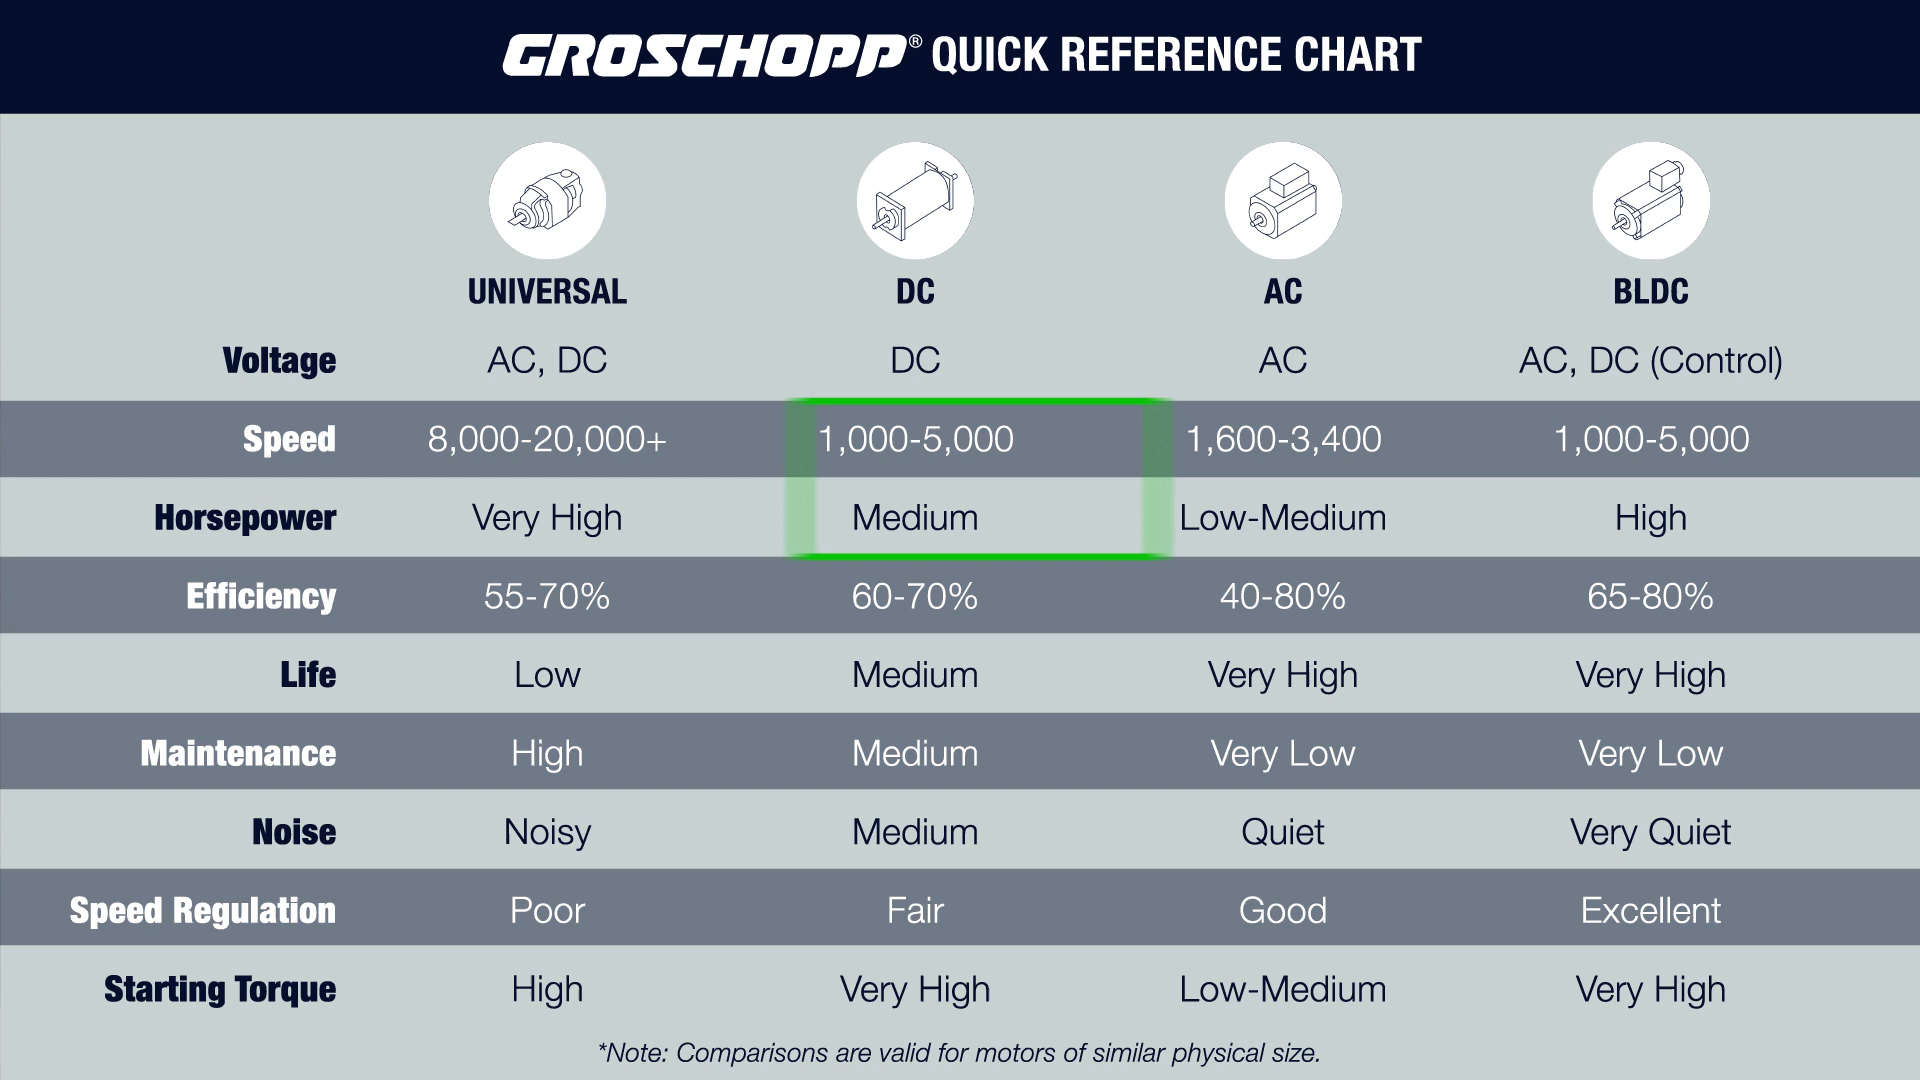 GROSCHOPP® QUICK REFERENCE CHART
UNIVERSAL DC AC BLDC
Voltage AC, DC DC AC AC, DC (Control)
Speed 8,000-20,000+ 1,000-5,000 1,600-3,400 1,000-5,000
Horsepower Very High Medium Low-Medium High
Efficiency 55-70% 60-70% 40-80% 65-80%
Life Low Medium Very High Very High
Maintenance High Medium Very Low Very Low
Noise Noisy Medium Quiet Very Quiet
Speed Regulation Poor Fair Good Excellent
Starting Torque High Very High Low-Medium Very High
*Note: Comparisons are valid for motors of similar physical size.